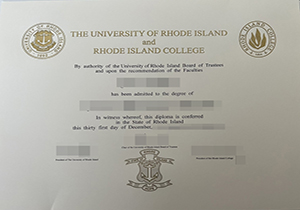 THE UNIVERSITY OF RHODE ISLAND
and
RHODE ISLAND COLLEGE
By authority of the University of Rhode Island Board of Trustees
and upon the recommendation of the Faculties
has been admitted to the degree of
In witness whereof, this diploma is conferred
in the State of Rhode Island
this thirty first day of December,